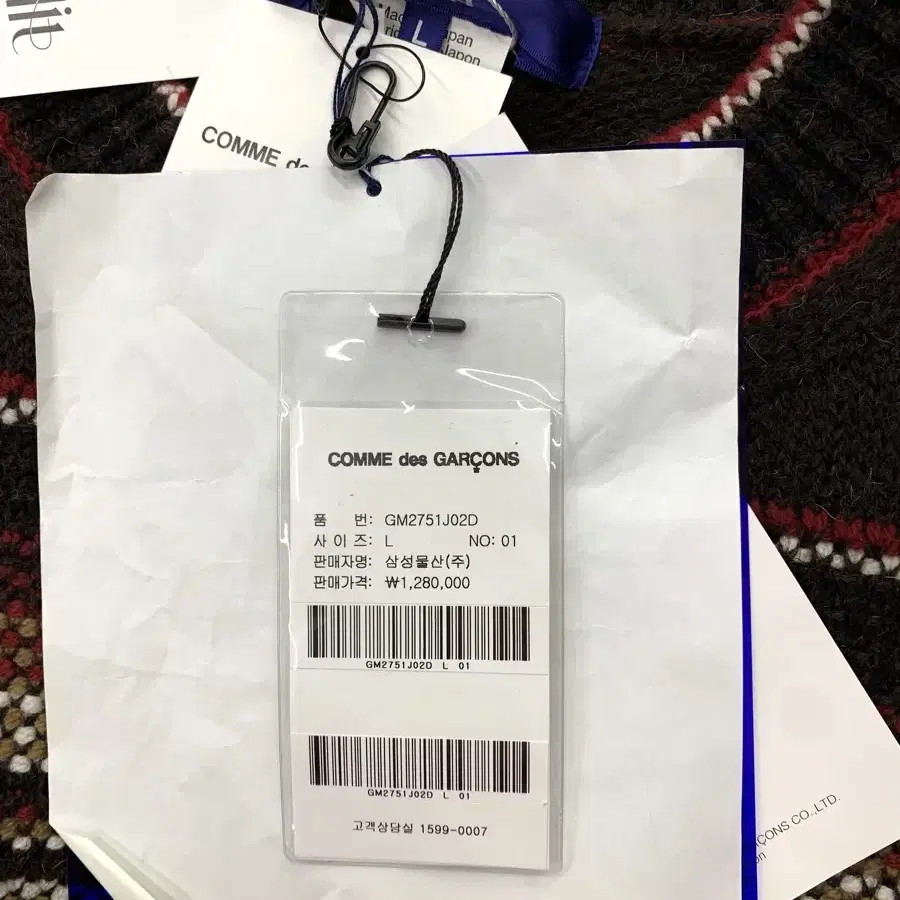 Made Japan
L
Japon
COMME de
COMME des GARÇONS
품 번: GM2751J02D
사이즈: L NO: 01
판매자명: 삼성물산(주)
판매가격: ₩1,280,000
GM2751J02D L 01
GM2751J02D L 01
고객상담실 1599-0007
ÇONS CO.,LTD.